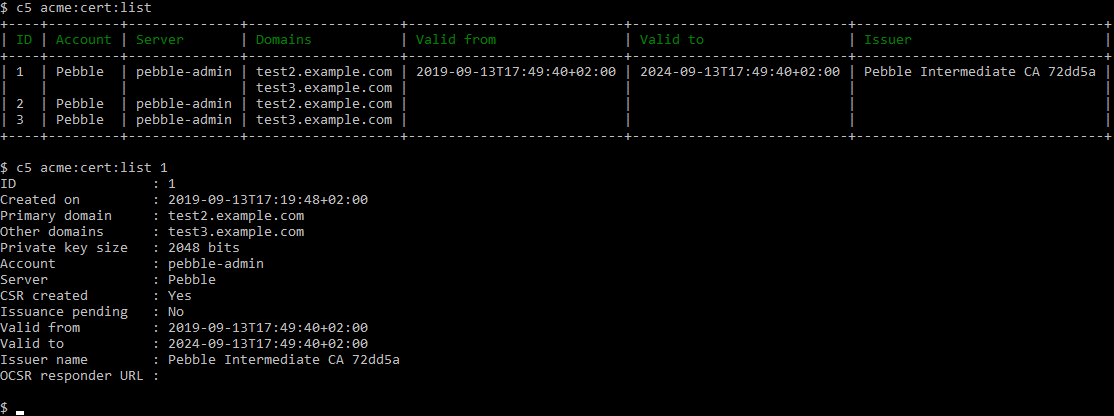 $ c5 acme:cert:list
+----+---------+--------------+------------------+---------------------------+---------------------------+-------------------------------+
| ID | Account | Server       | Domains          | Valid from                | Valid to                  | Issuer                        |
+----+---------+--------------+------------------+---------------------------+---------------------------+-------------------------------+
| 1  | Pebble  | pebble-admin | test2.example.com | 2019-09-13T17:49:40+02:00 | 2024-09-13T17:49:40+02:00 | Pebble Intermediate CA 72dd5a |
|    |         |              | test3.example.com |                           |                           |                               |
| 2  | Pebble  | pebble-admin | test2.example.com |                           |                           |                               |
| 3  | Pebble  | pebble-admin | test3.example.com |                           |                           |                               |
+----+---------+--------------+------------------+---------------------------+---------------------------+-------------------------------+
$ c5 acme:cert:list 1
ID                 : 1
Created on         : 2019-09-13T17:19:48+02:00
Primary domain     : test2.example.com
Other domains      : test3.example.com
Private key size   : 2048 bits
Account            : pebble-admin
Server             : Pebble
CSR created        : Yes
Issuance pending   : No
Valid from         : 2019-09-13T17:49:40+02:00
Valid to           : 2024-09-13T17:49:40+02:00
Issuer name        : Pebble Intermediate CA 72dd5a
OCSR responder URL :
$